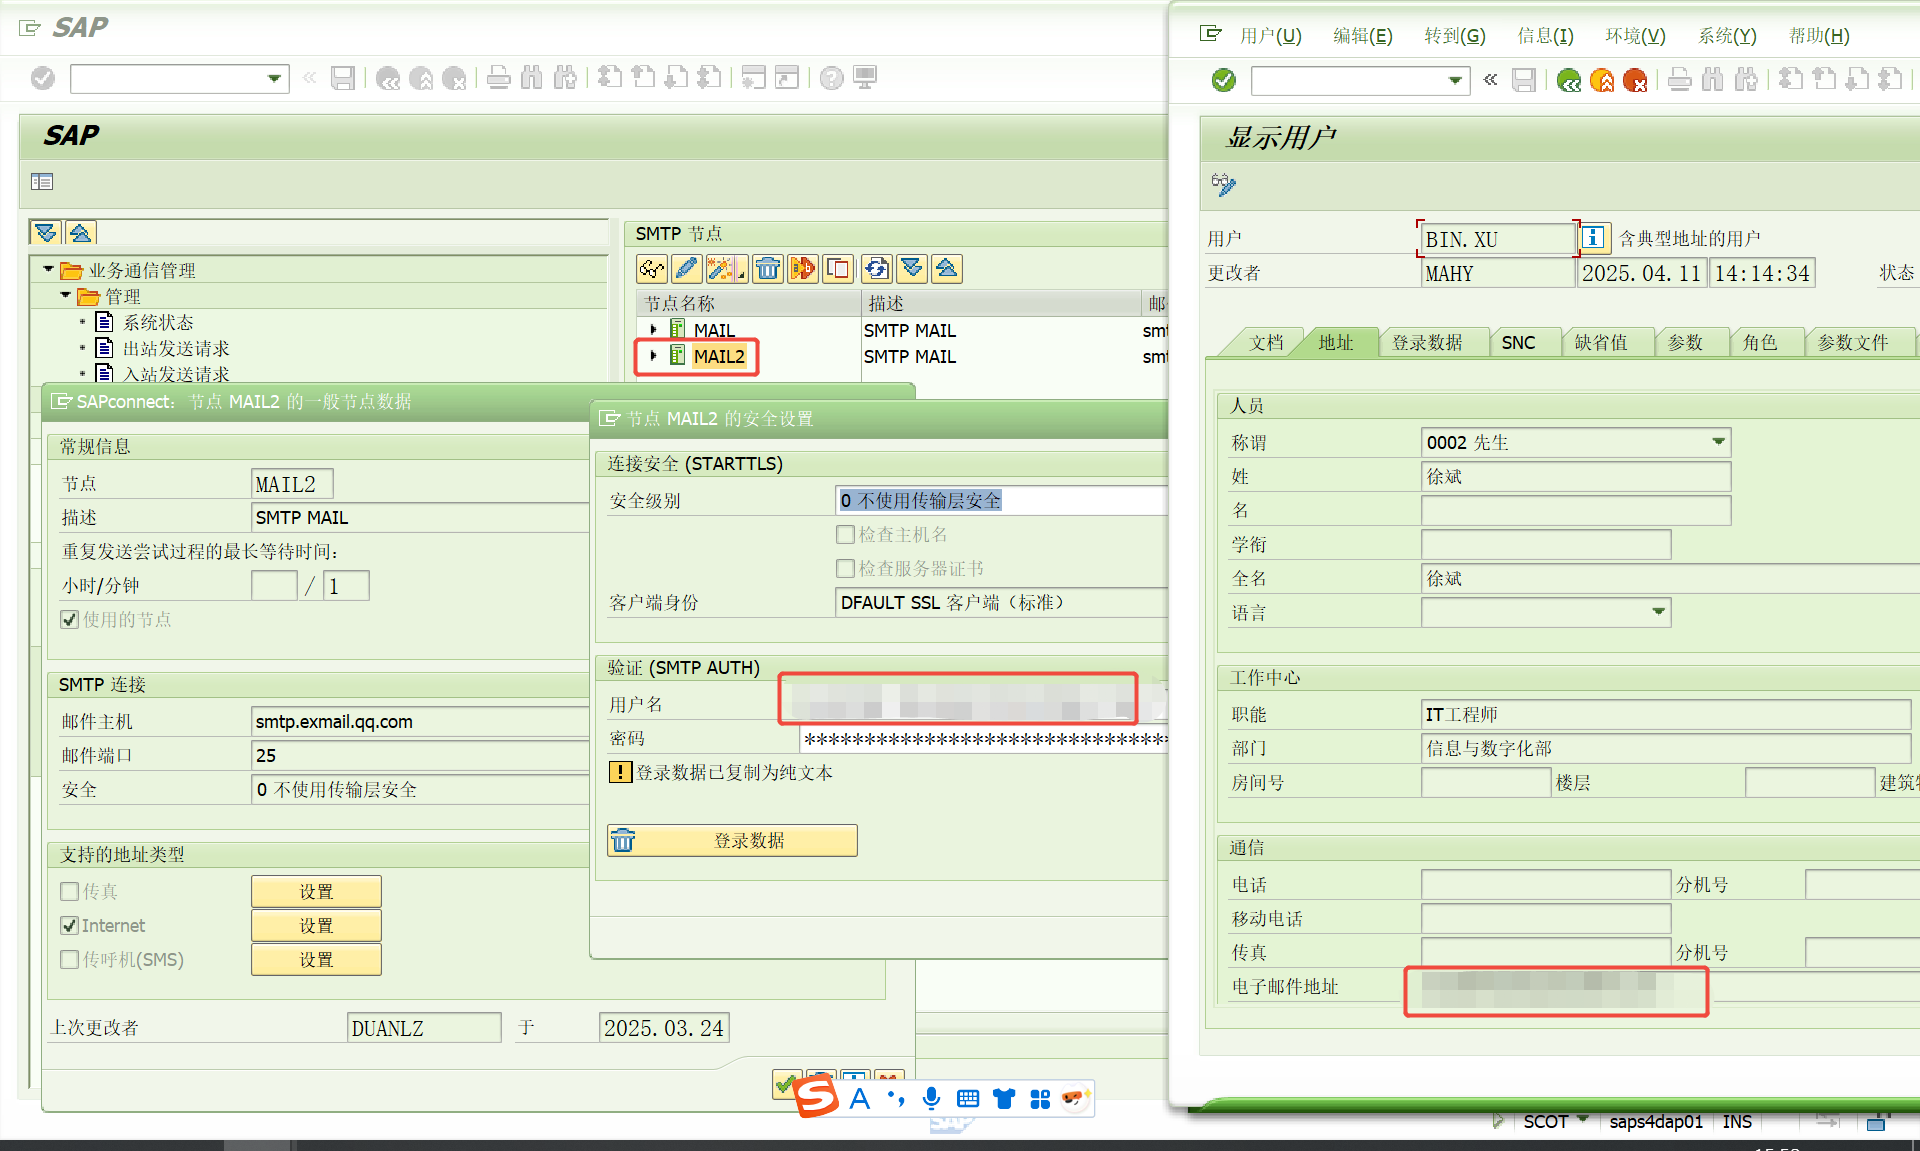 SAP
SAP
SMTP 节点
节点名称 描述 邮
MAIL SMTP MAIL smt
MAIL2 SMTP MAIL smt
业务通信管理
管理
系统状态
出站发送请求
入站发送请求
SAPconnect: 节点 MAIL2 的一般节点数据
常规信息
节点 MAIL2
描述 SMTP MAIL
重复发送尝试过程的最长等待时间:
小时/分钟 / 1
使用的节点
SMTP 连接
邮件主机 smtp.exmail.qq.com
邮件端口 25
安全 0 不使用传输层安全
支持的地址类型
传真 设置
Internet 设置
传呼机(SMS) 设置
上次更改者 DUANLZ 于 2025.03.24
节点 MAIL2 的安全设置
连接安全 (STARTTLS)
安全级别 0 不使用传输层安全
检查主机名
检查服务器证书
客户端身份 DFAULT SSL 客户端（标准）
验证 (SMTP AUTH)
用户名
密码 ******************************
登录数据已复制为纯文本
登录数据
用户(U) 编辑(E) 转到(G) 信息(I) 环境(V) 系统(Y) 帮助(H)
显示用户
用户 BIN.XU 含典型地址的用户
更改者 MAHY 2025.04.11 14:14:34 状态
文档 地址 登录数据 SNC 缺省值 参数 角色 参数文件
人员
称谓 0002 先生
姓 徐斌
名
学衔
全名 徐斌
语言
工作中心
职能 IT工程师
部门 信息与数字化部
房间号 楼层 建筑
通信
电话 分机号
移动电话
传真 分机号
电子邮件地址
S A
SAP
SCOT saps4dap01 INS